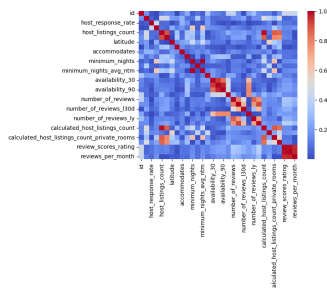 id
host_response_rate
host_listings_count
latitude
accommodates
minimum_nights
minimum_nights_avg_ntm
availability_30
availability_90
number_of_reviews
number_of_reviews_l30d
number_of_reviews_ly
calculated_host_listings_count
calculated_host_listings_count_private_rooms
review_scores_rating
reviews_per_month
1.0
0.8
0.6
0.4
0.2
id
host_response_rate
host_listings_count
latitude
accommodates
minimum_nights
minimum_nights_avg_ntm
availability_30
availability_90
number_of_reviews
number_of_reviews_l30d
number_of_reviews_ly
calculated_host_listings_count
alculated_host_listings_count_private_rooms
review_scores_rating
reviews_per_month